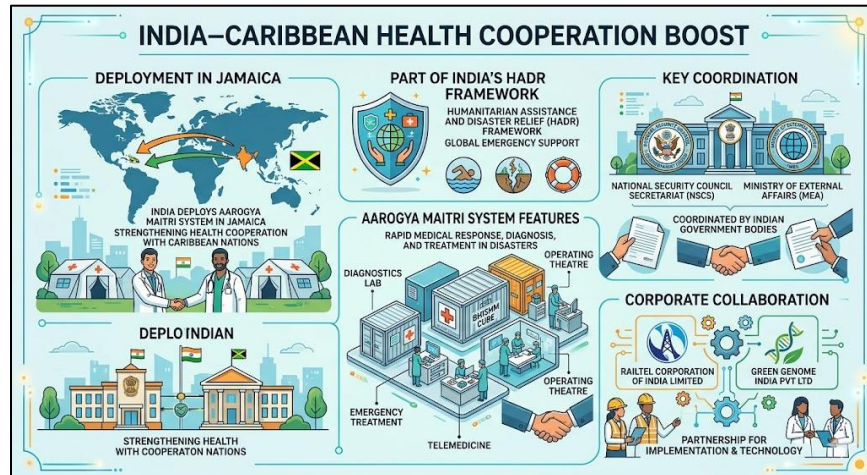 INDIA–CARIBBEAN HEALTH COOPERATION BOOST
DEPLOYMENT IN JAMAICA
INDIA DEPLOYS AAROGYA
MAITRI SYSTEM IN JAMAICA
STRENGTHENING HEALTH COOPERATION
WITH CARIBBEAN NATIONS
DEPLO INDIAN
STRENGTHENING HEALTH
WITH COOPERATON NATIONS
PART OF INDIA'S HADR
FRAMEWORK
HUMANITARIAN ASSISTANCE
AND DISASTER RELIEF (HADR)
FRAMEWORK
GLOBAL EMERGENCY SUPPORT
AAROGYA MAITRI SYSTEM FEATURES
RAPID MEDICAL RESPONSE, DIAGNOSIS,
AND TREATMENT IN DISASTERS
DIAGNOSTICS
LAB
OPERATING
THEATRE
BHISHM
CUBE
EMERGENCY
TREATMENT
TELEMEDICINE
OPERATING
THEATRE
KEY COORDINATION
NATIONAL SECURITY COUNCIL
SECRETARIAT (NSCS)
MINISTRY OF EXTERNAL
AFFAIRS (MEA)
COORDINATED BY INDIAN
GOVERNMENT BODIES
CORPORATE COLLABORATION
RAILTEL CORPORATION
OF INDIA LIMITED
GREEN GENOME
INDIA PVT LTD
PARTNERSHIP FOR
IMPLEMENTATION & TECHNOLOGY